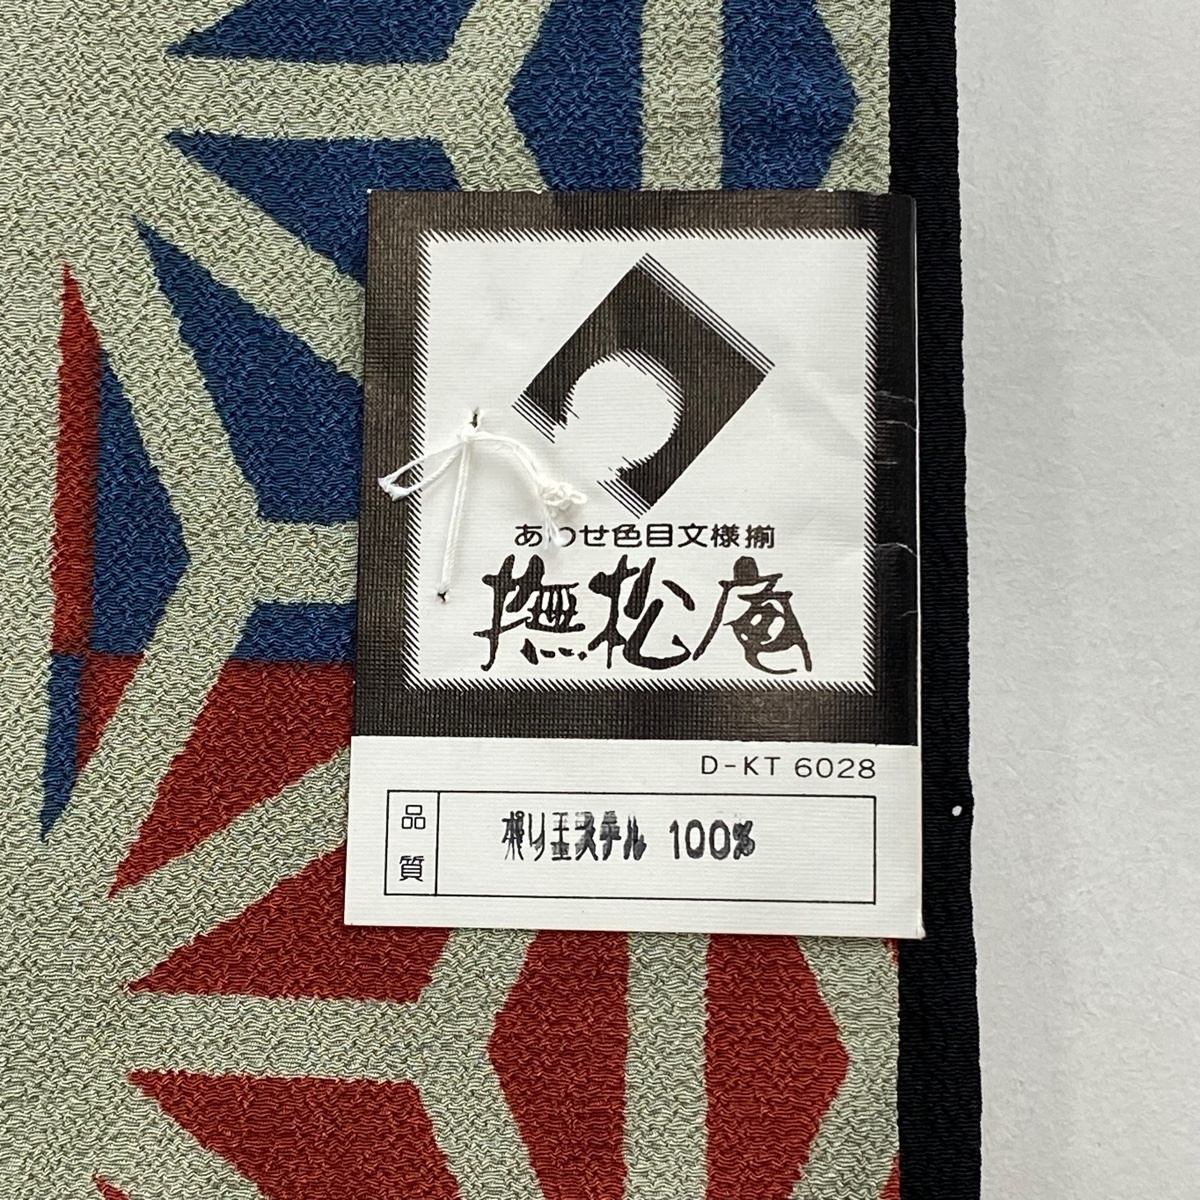 あわせ色目文様揃
撫松庵
D-KT 6028
品質
ポリエステル 100%